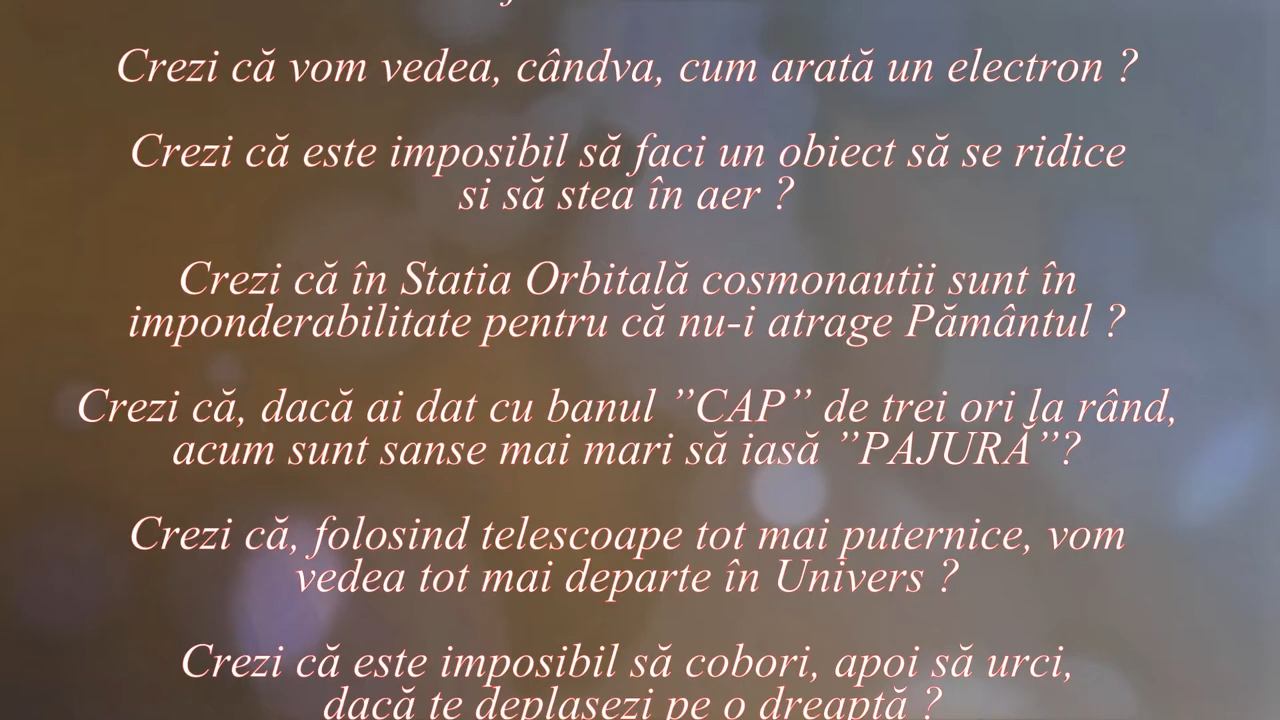 Crezi că vom vedea, cândva, cum arată un electron ?
Crezi că este imposibil să faci un obiect să se ridice
si să stea în aer ?
Crezi că în Statia Orbitală cosmonautii sunt în
imponderabilitate pentru că nu-i atrage Pământul ?
Crezi că, dacă ai dat cu banul ”CAP” de trei ori la rând,
acum sunt sanse mai mari să iasă ”PAJURĂ”?
Crezi că, folosind telescoape tot mai puternice, vom
vedea tot mai departe în Univers ?
Crezi că este imposibil să cobori, apoi să urci,
dacă te deplasezi pe o dreaptă ?